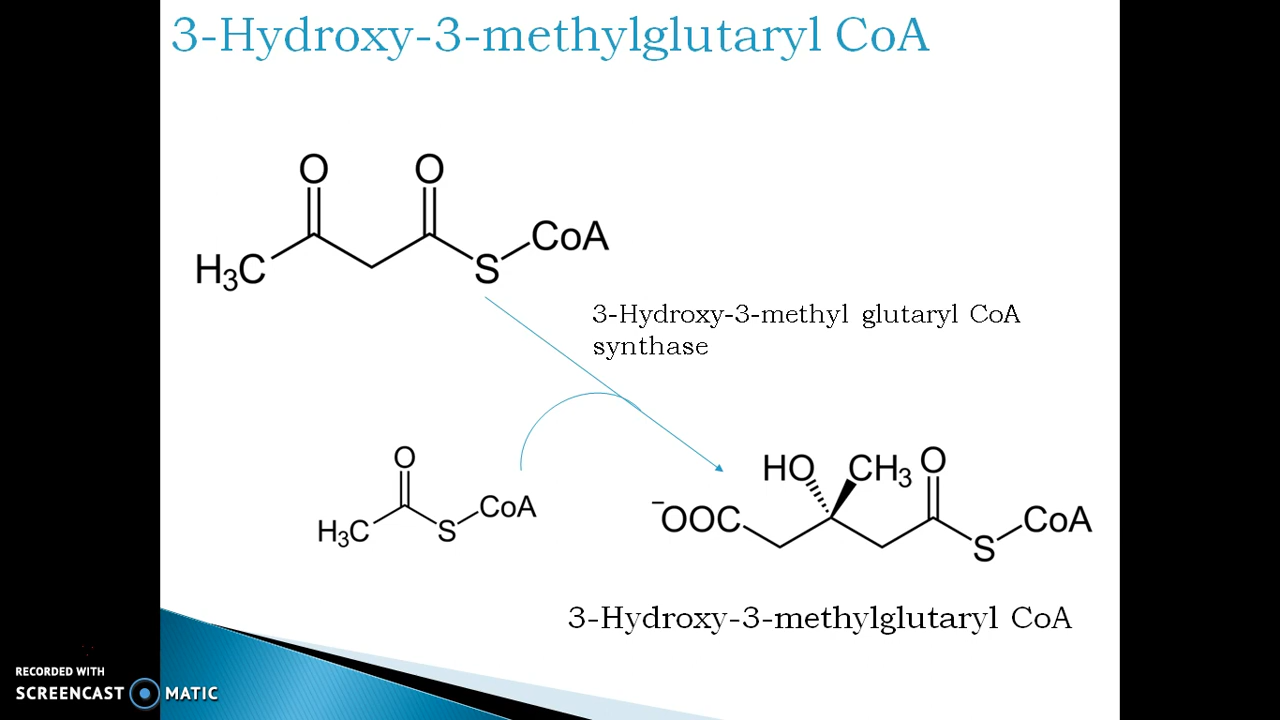 3-Hydroxy-3-methylglutaryl CoA
O O
H3C S CoA
3-Hydroxy-3-methyl glutaryl CoA
synthase
O
H3C S CoA
HO CH3 O
⁻OOC S CoA
3-Hydroxy-3-methylglutaryl CoA
RECORDED WITH
SCREENCAST MATIC